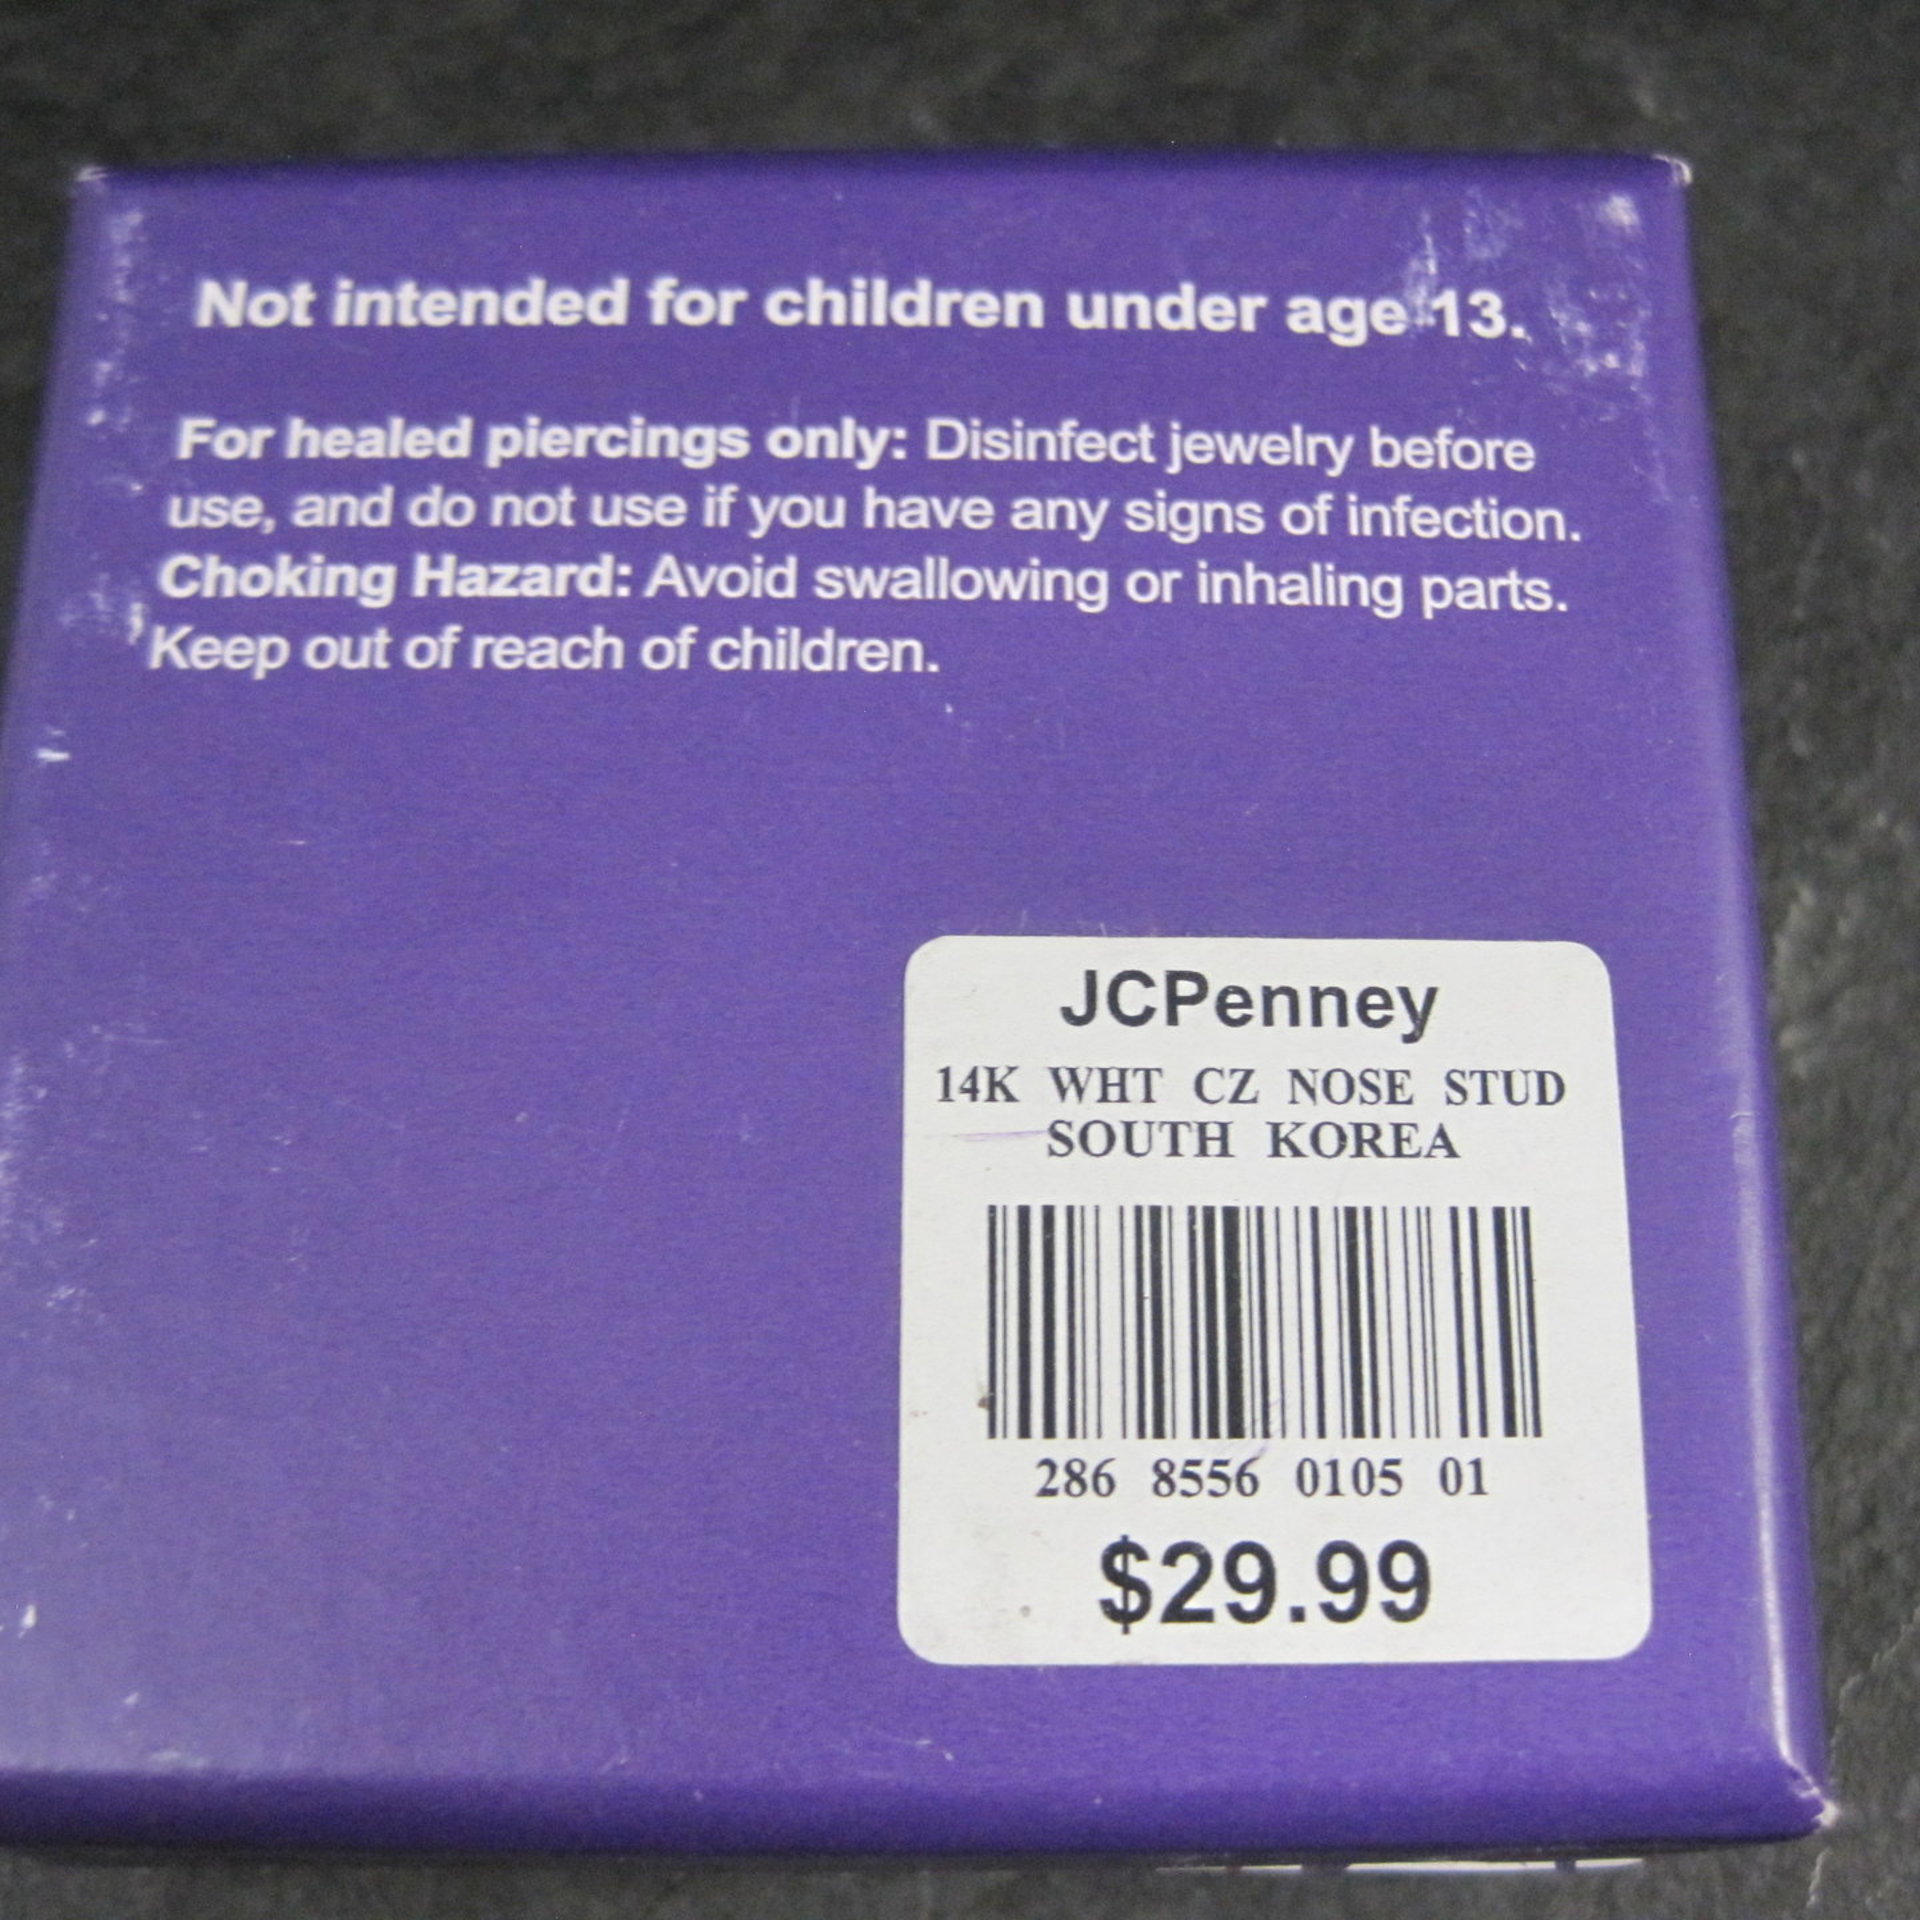 Not intended for children under age 13.
For healed piercings only: Disinfect jewelry before
use, and do not use if you have any signs of infection.
Choking Hazard: Avoid swallowing or inhaling parts.
Keep out of reach of children.
JCPenney
14K WHT CZ NOSE STUD
SOUTH KOREA
286 8556 0105 01
$29.99